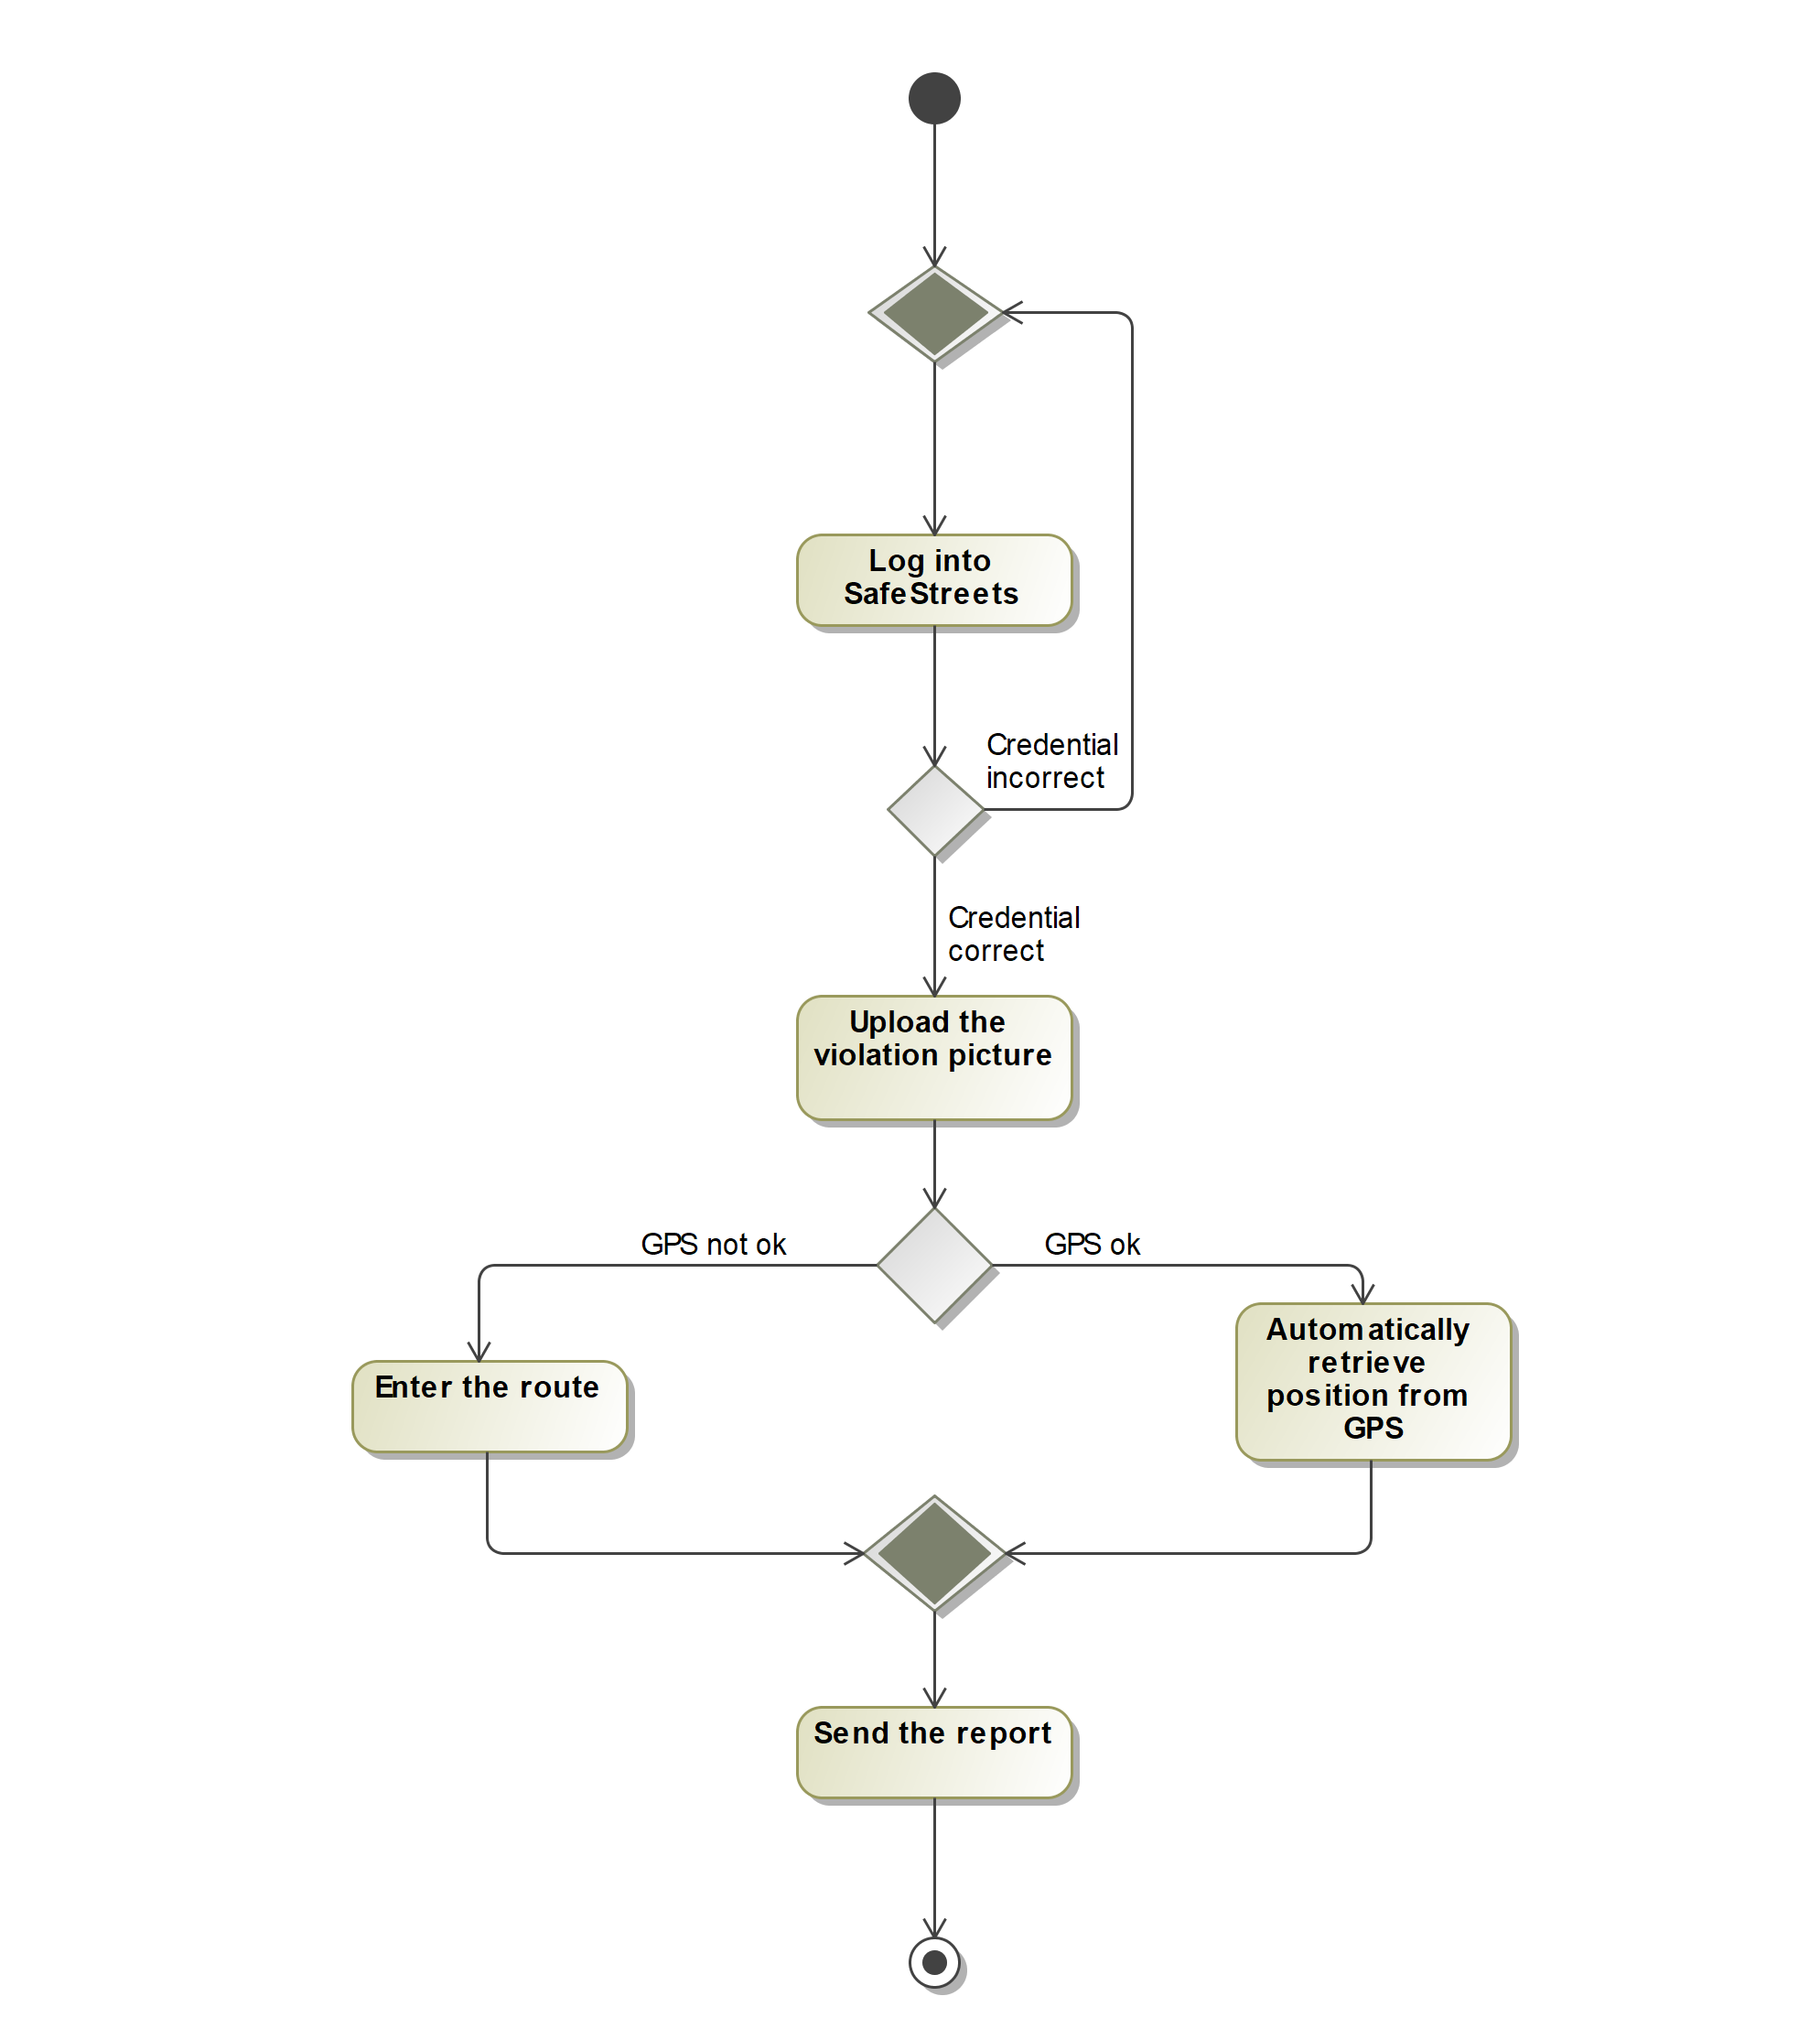 Log into
SafeStreets
Credential
incorrect
Credential
correct
Upload the
violation picture
GPS not ok
GPS ok
Enter the route
Automatically
retrieve
position from
GPS
Send the report